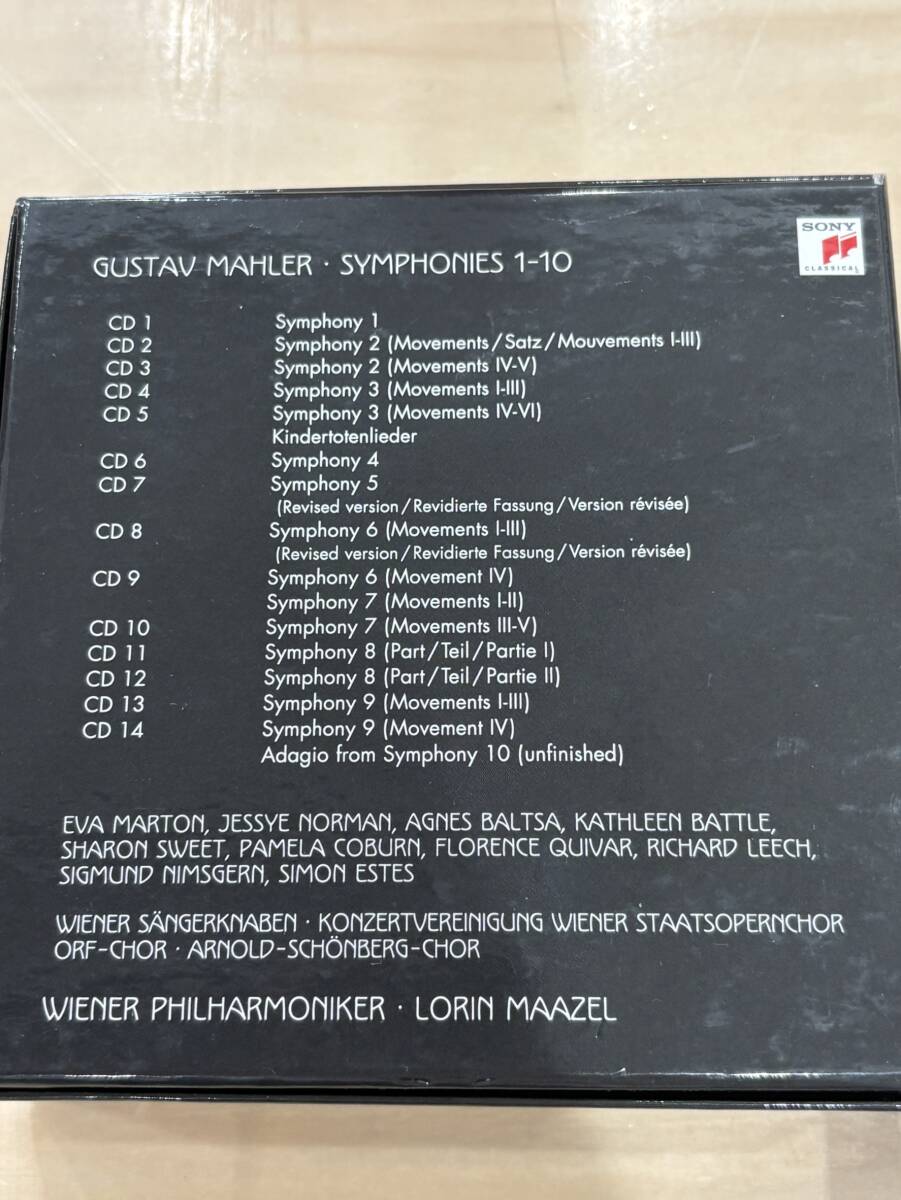 SONY
CLASSICAL
GUSTAV MAHLER · SYMPHONIES 1-10
CD 1 Symphony 1
CD 2 Symphony 2 (Movements/Satz/Mouvements I-III)
CD 3 Symphony 2 (Movements IV-V)
CD 4 Symphony 3 (Movements I-III)
CD 5 Symphony 3 (Movements IV-VI)
Kindertotenlieder
CD 6 Symphony 4
CD 7 Symphony 5
(Revised version/Revidierte Fassung/Version révisée)
CD 8 Symphony 6 (Movements I-III)
(Revised version/Revidierte Fassung/Version révisée)
CD 9 Symphony 6 (Movement IV)
Symphony 7 (Movements I-II)
CD 10 Symphony 7 (Movements III-V)
CD 11 Symphony 8 (Part/Teil/Partie I)
CD 12 Symphony 8 (Part/Teil/Partie II)
CD 13 Symphony 9 (Movements I-III)
CD 14 Symphony 9 (Movement IV)
Adagio from Symphony 10 (unfinished)
EVA MARTON, JESSYE NORMAN, AGNES BALTSA, KATHLEEN BATTLE,
SHARON SWEET, PAMELA COBURN, FLORENCE QUIVAR, RICHARD LEECH,
SIGMUND NIMSGERN, SIMON ESTES
WIENER SÄNGERKNABEN · KONZERTVEREINIGUNG WIENER STAATSOPERNCHOR
ORF-CHOR · ARNOLD-SCHÖNBERG-CHOR
WIENER PHILHARMONIKER · LORIN MAAZEL